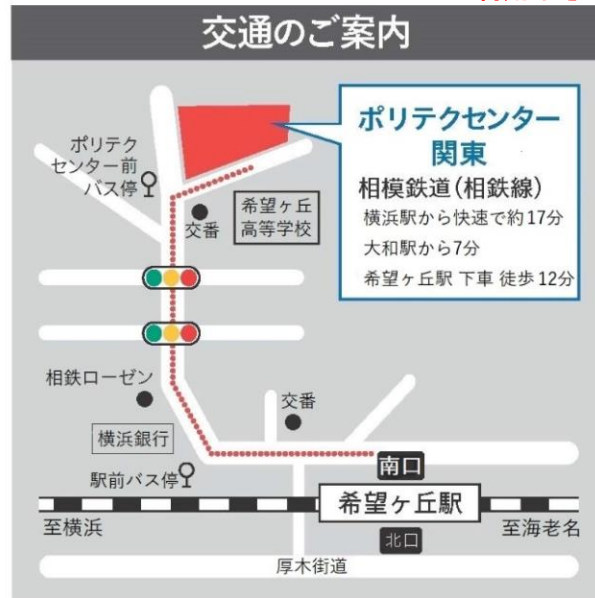 交通のご案内
ポリテクセンター
関東
相模鉄道(相鉄線)
横浜駅から快速で約17分
大和駅から7分
希望ヶ丘駅 下車 徒歩12分
ポリテク
センター前
バス停
交番
希望ヶ丘
高等学校
相鉄ローゼン
交番
横浜銀行
駅前バス停
南口
希望ヶ丘駅
至横浜
至海老名
北口
厚木街道